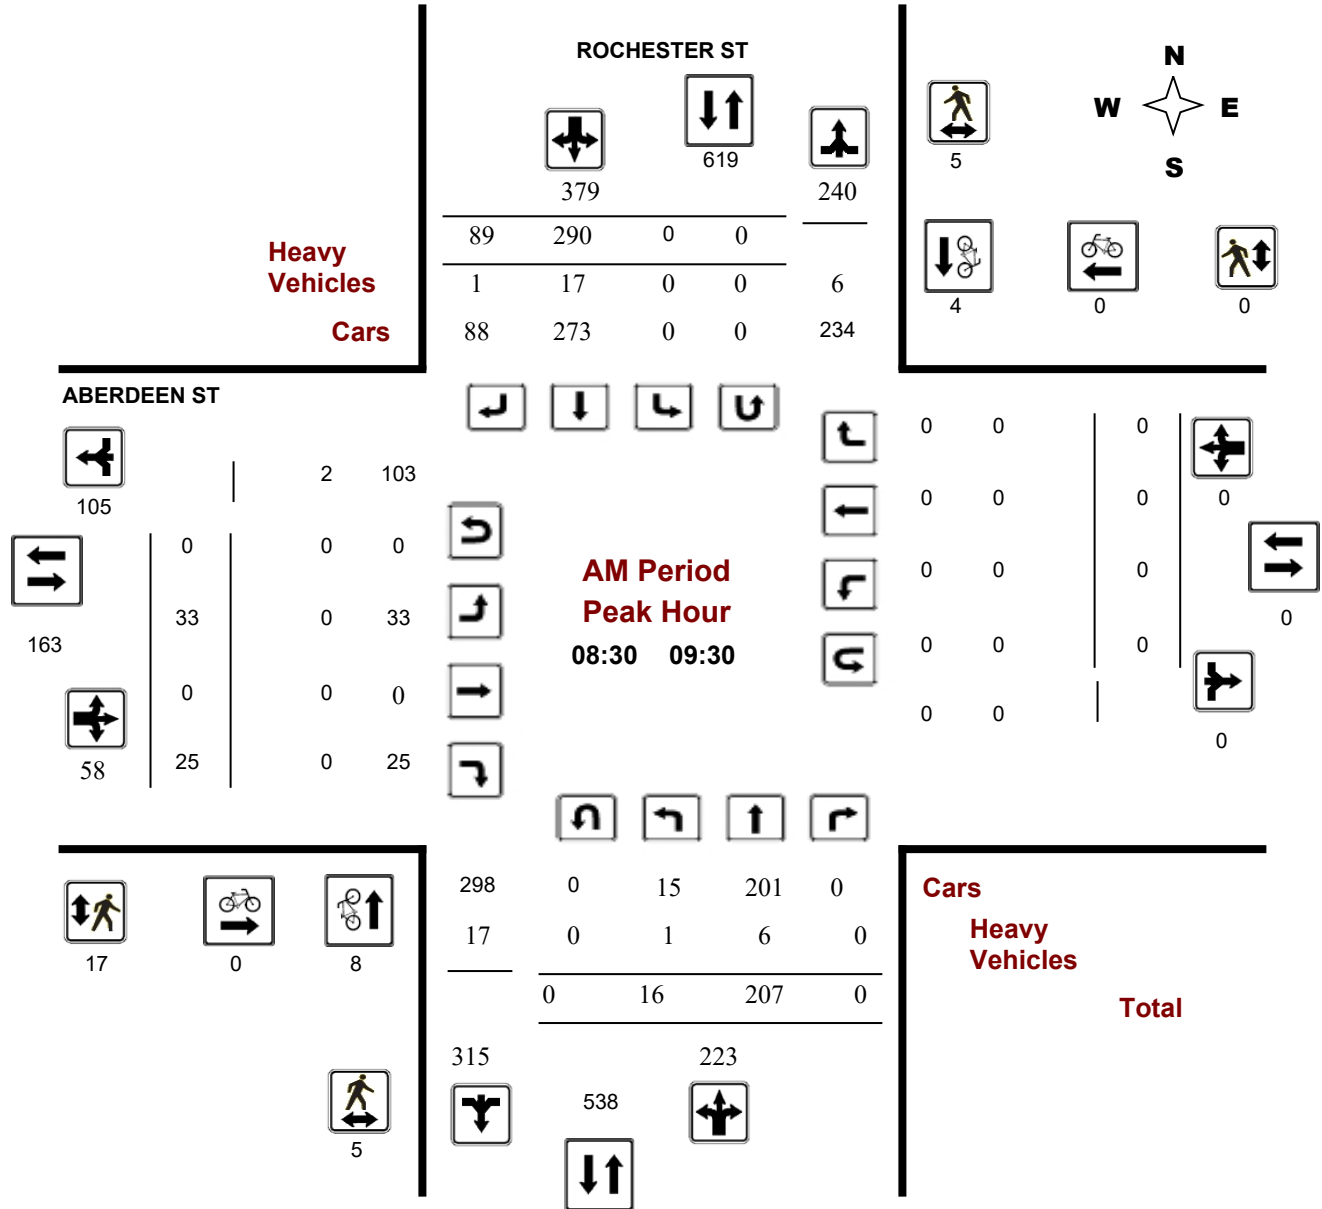 ROCHESTER ST
N
W E
S
619
5
379 240
89 290 0 0
Heavy
Vehicles
1 17 0 0 6
4 0 0
Cars
88 273 0 0 234
ABERDEEN ST
0 0 0
2 103
105
0 0 0 0
0 0 0
AM Period
0 0 0
33 0 33
Peak Hour
0
163
08:30 09:30
0 0 0
0 0 0
0 0
58
25 0 25
0
298 0 15 201 0
Cars
17 1 6 0 0
Heavy
Vehicles
17 0 8
0 16 207 0
Total
315 223
538
5